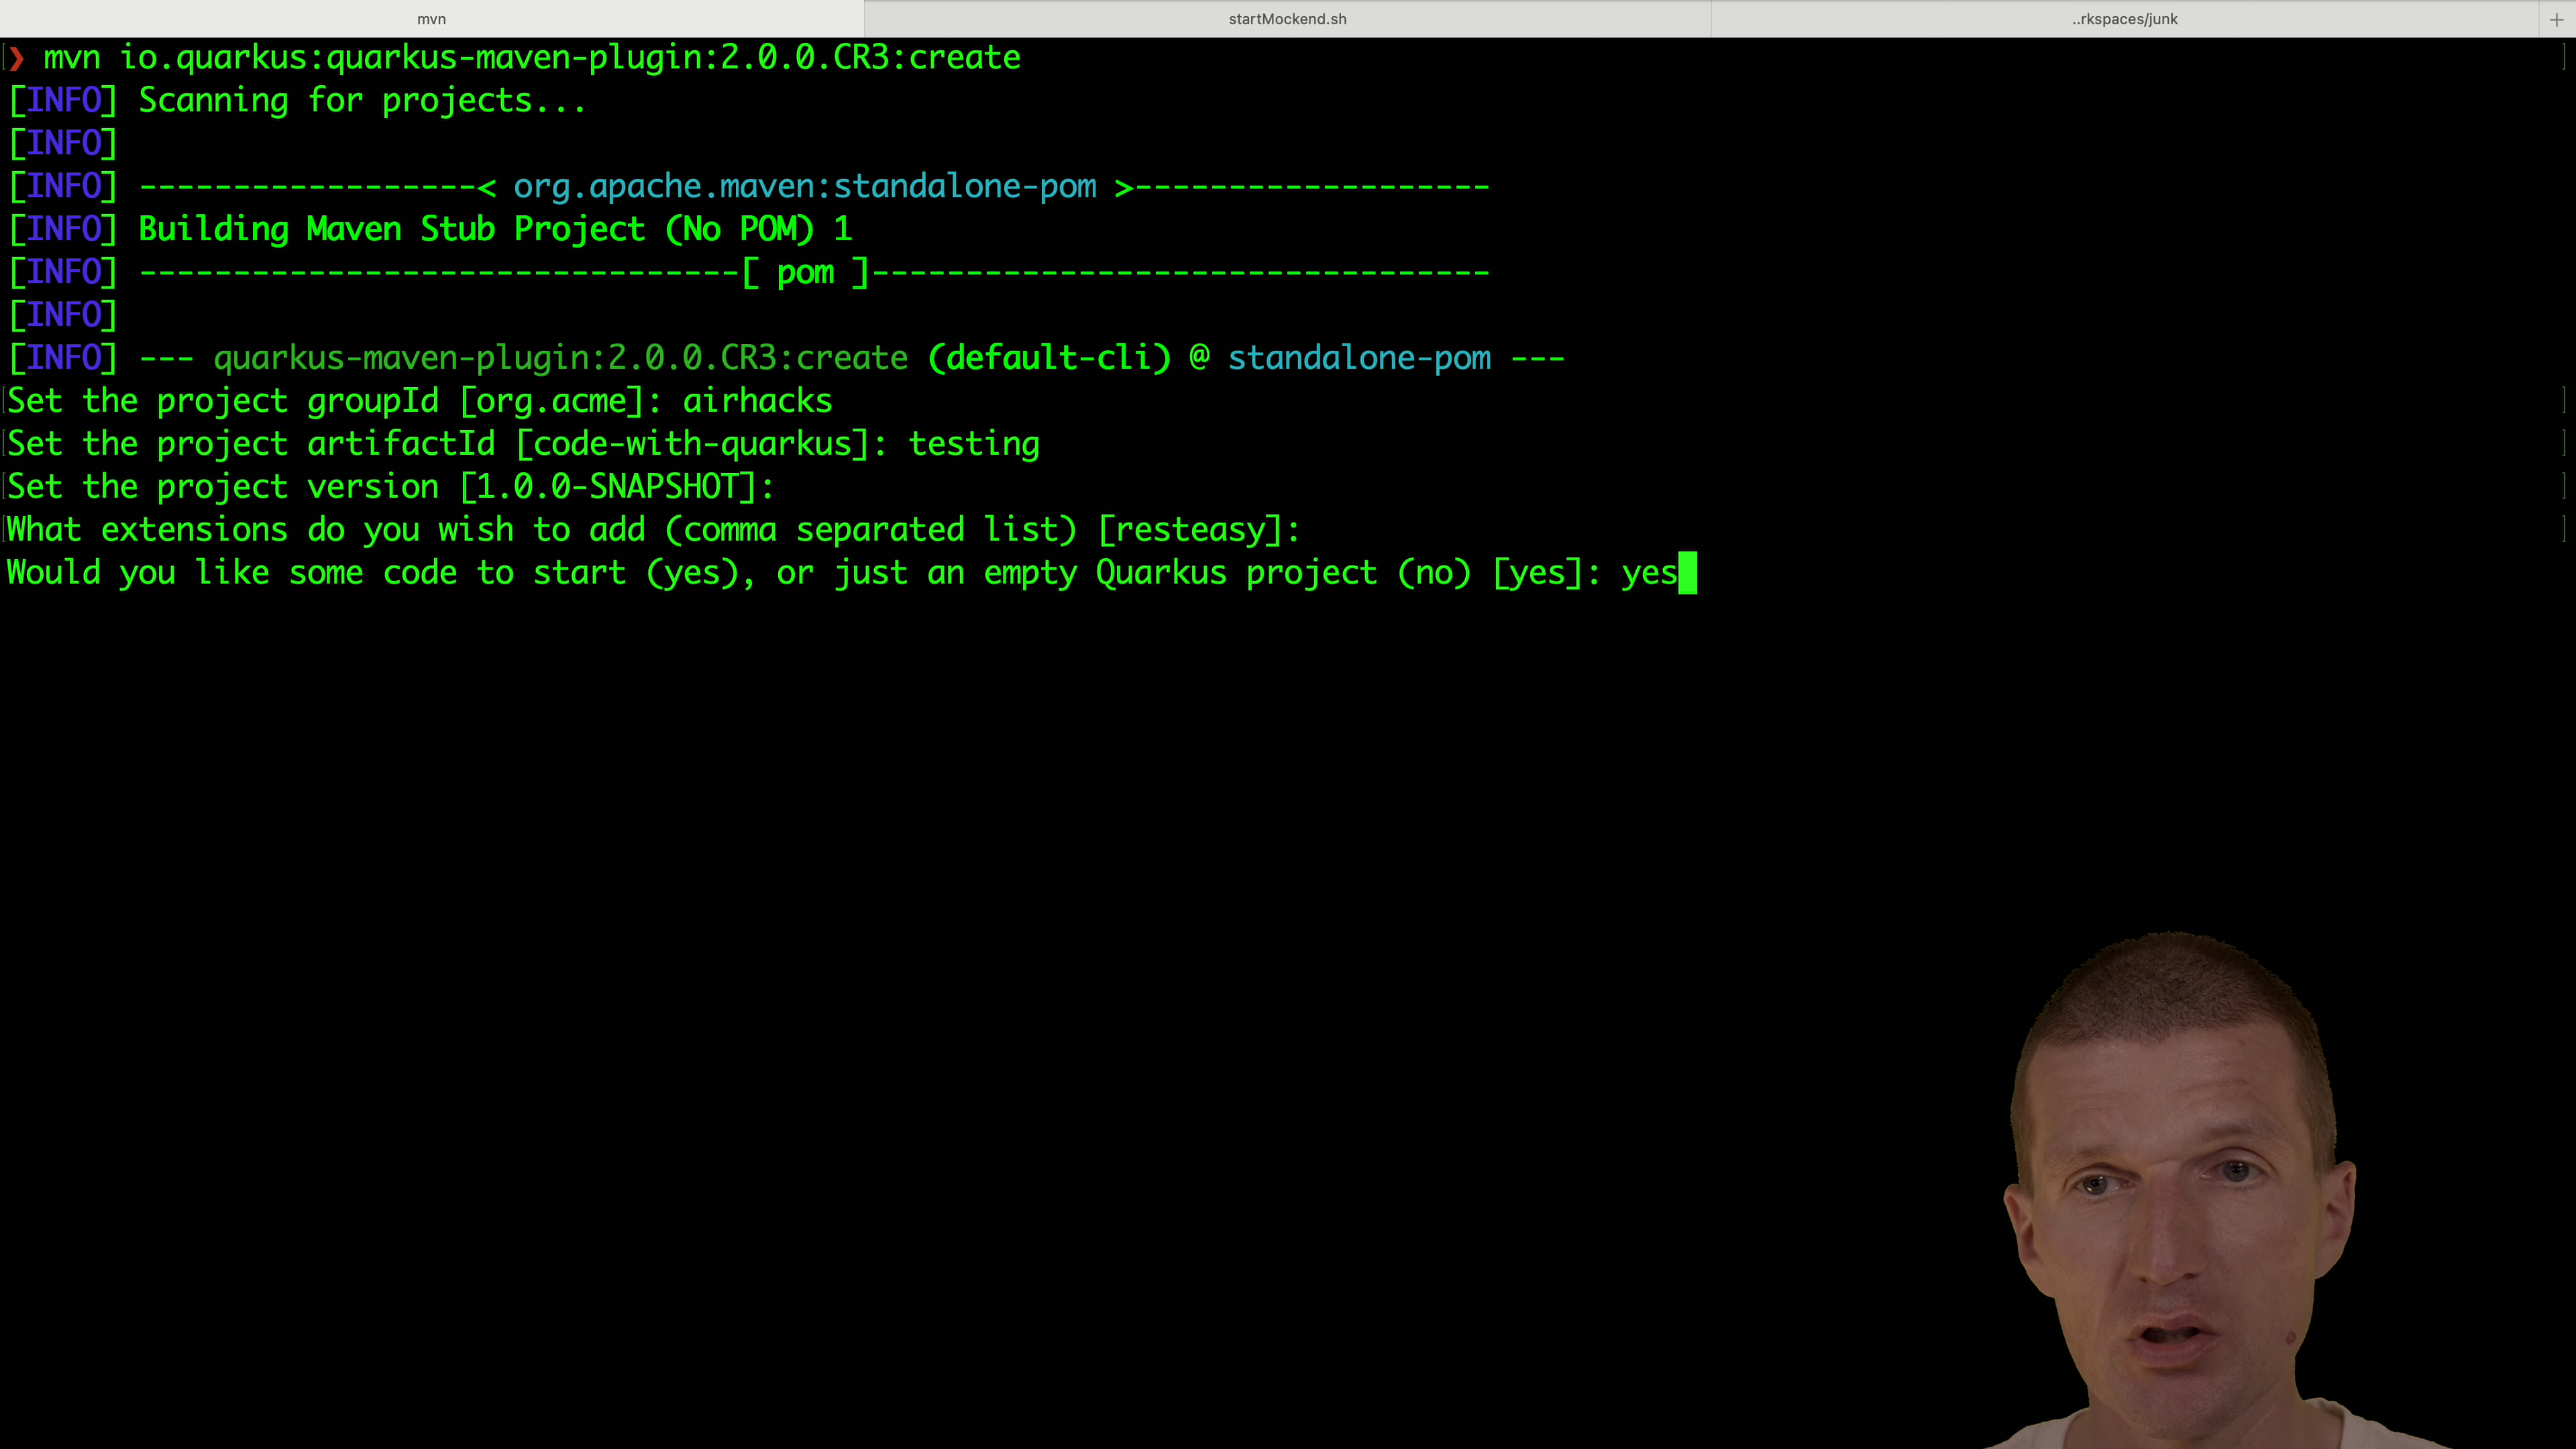 mvn
startMockend.sh
..rkspaces/junk
❯ mvn io.quarkus:quarkus-maven-plugin:2.0.0.CR3:create
[INFO] Scanning for projects...
[INFO]
[INFO] ------------------< org.apache.maven:standalone-pom >-------------------
[INFO] Building Maven Stub Project (No POM) 1
[INFO] --------------------------------[ pom ]---------------------------------
[INFO]
[INFO] --- quarkus-maven-plugin:2.0.0.CR3:create (default-cli) @ standalone-pom ---
Set the project groupId [org.acme]: airhacks
Set the project artifactId [code-with-quarkus]: testing
Set the project version [1.0.0-SNAPSHOT]:
What extensions do you wish to add (comma separated list) [resteasy]:
Would you like some code to start (yes), or just an empty Quarkus project (no) [yes]: yes